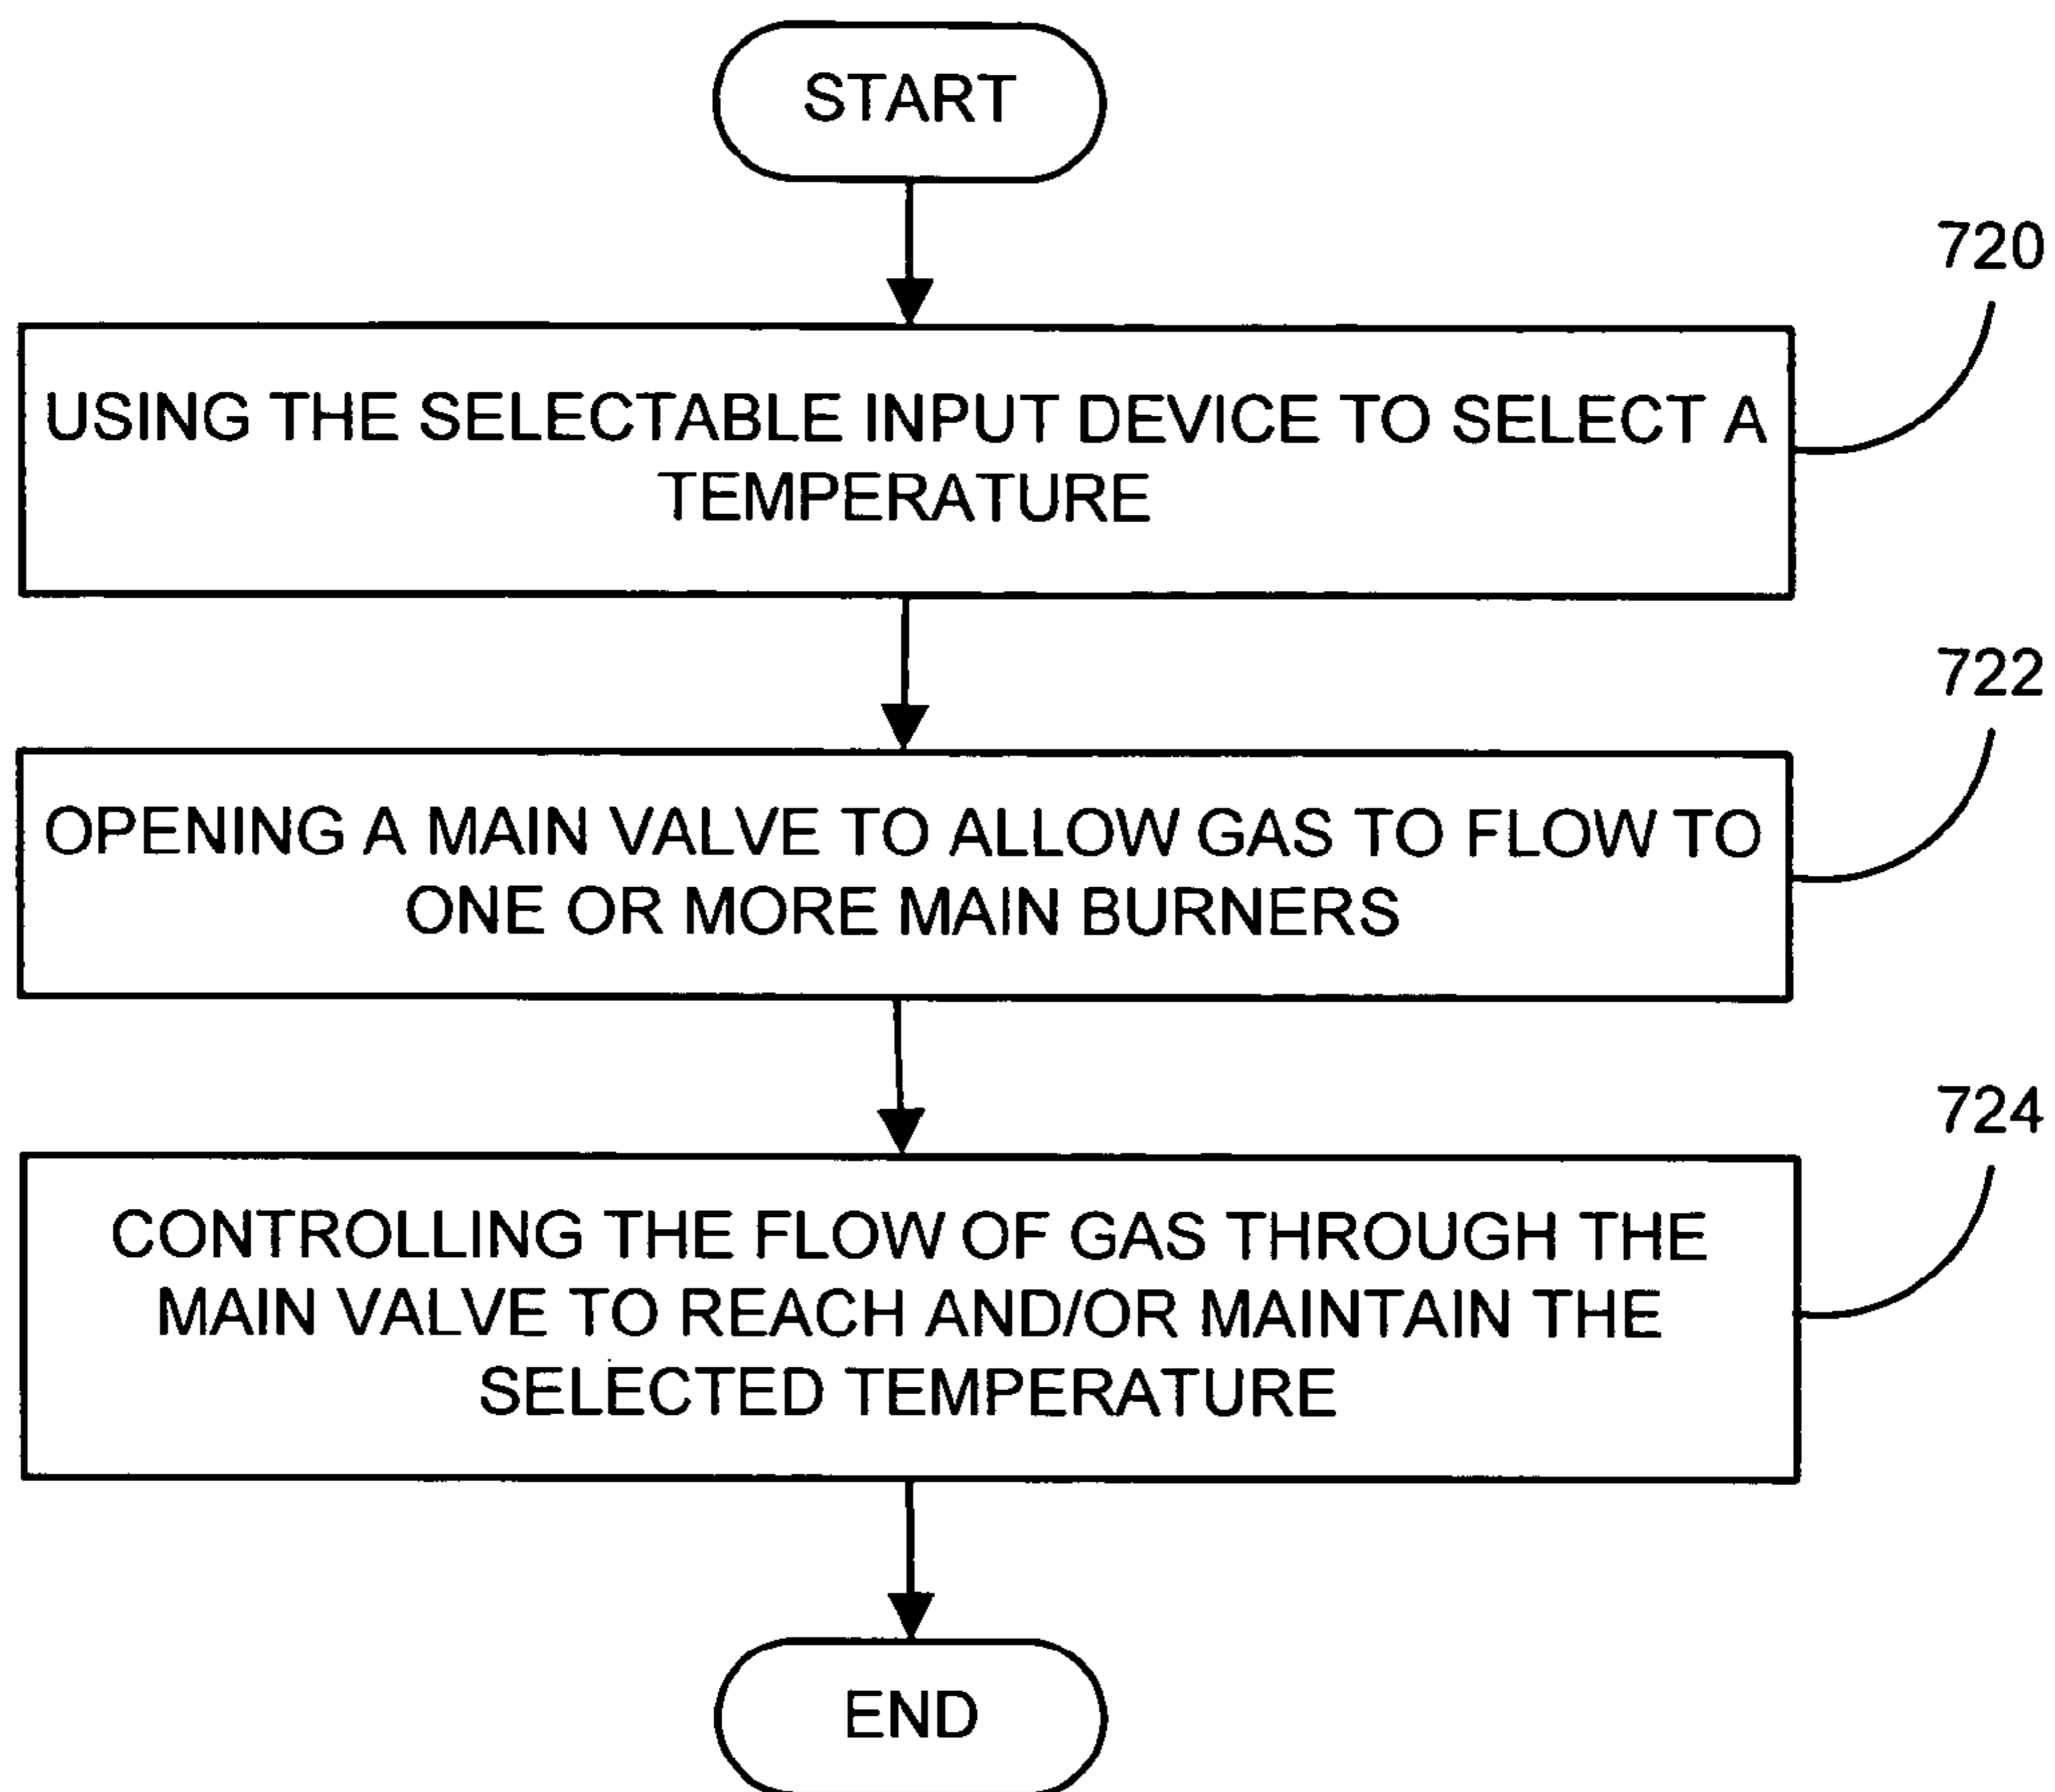 START
720
USING THE SELECTABLE INPUT DEVICE TO SELECT A
TEMPERATURE
722
OPENING A MAIN VALVE TO ALLOW GAS TO FLOW TO
ONE OR MORE MAIN BURNERS
724
CONTROLLING THE FLOW OF GAS THROUGH THE
MAIN VALVE TO REACH AND/OR MAINTAIN THE
SELECTED TEMPERATURE
END